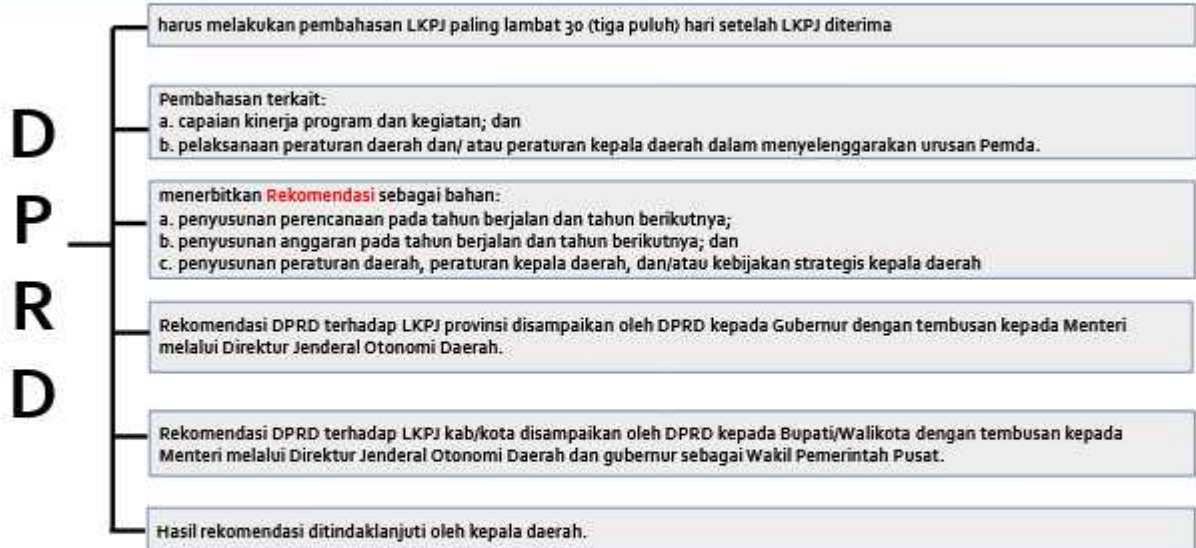 D
P
R
D
harus melakukan pembahasan LKPJ paling lambat 30 (tiga puluh) hari setelah LKPJ diterima
Pembahasan terkait:
a. capaian kinerja program dan kegiatan; dan
b. pelaksanaan peraturan daerah dan/ atau peraturan kepala daerah dalam menyelenggarakan urusan Pemda.
menerbitkan Rekomendasi sebagai bahan:
a. penyusunan perencanaan pada tahun berjalan dan tahun berikutnya;
b. penyusunan anggaran pada tahun berjalan dan tahun berikutnya; dan
c. penyusunan peraturan daerah, peraturan kepala daerah, dan/atau kebijakan strategis kepala daerah
Rekomendasi DPRD terhadap LKPJ provinsi disampaikan oleh DPRD kepada Gubernur dengan tembusan kepada Menteri
melalui Direktur Jenderal Otonomi Daerah.
Rekomendasi DPRD terhadap LKPJ kab/kota disampaikan oleh DPRD kepada Bupati/Walikota dengan tembusan kepada
Menteri melalui Direktur Jenderal Otonomi Daerah dan gubernur sebagai Wakil Pemerintah Pusat.
Hasil rekomendasi ditindaklanjuti oleh kepala daerah.